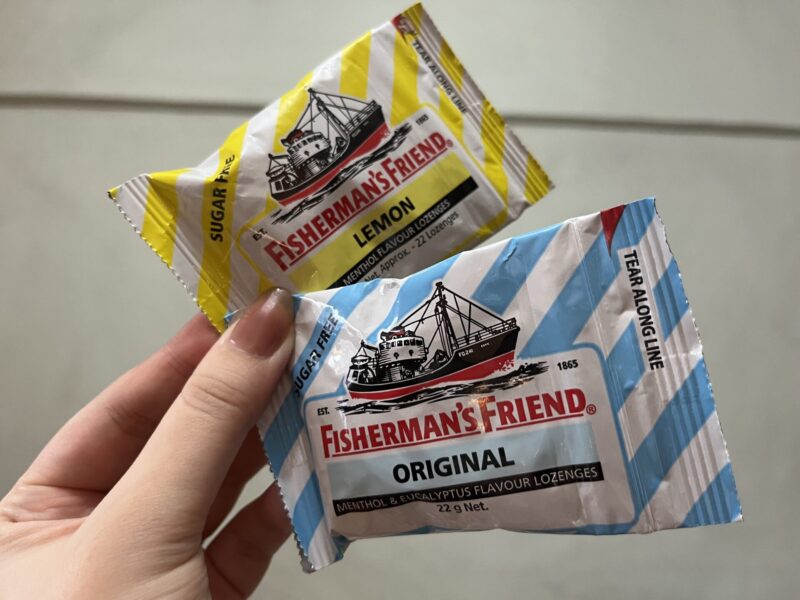 TEAR ALONG LINE
SUGAR FREE
EST.
1865
FISHERMAN'S FRIEND®
LEMON
MENTHOL FLAVOUR LOZENGES
Net. Approx. - 22 Lozenges
TEAR ALONG LINE
SUGAR FREE
EST.
1865
FISHERMAN'S FRIEND®
ORIGINAL
MENTHOL & EUCALYPTUS FLAVOUR LOZENGES
22 g Net.